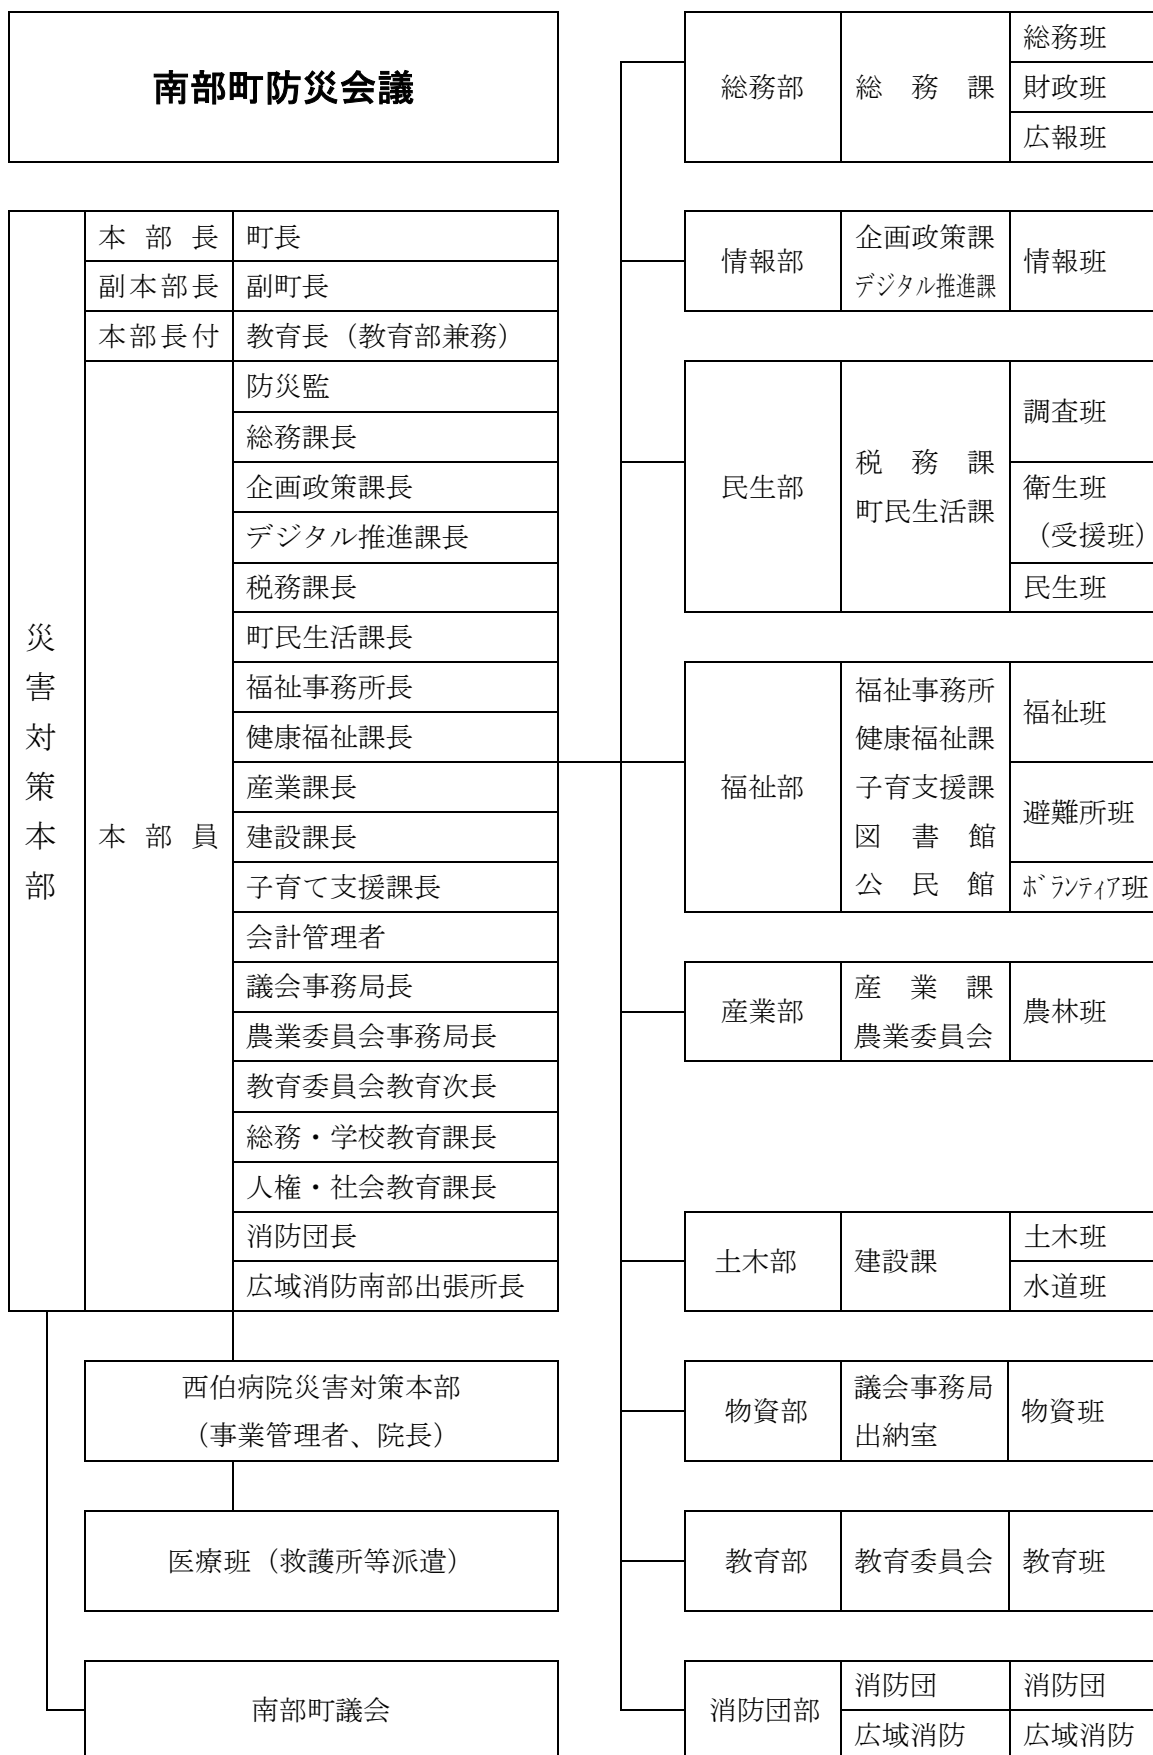 南部町防災会議
災害対策本部
本部長 町長
副本部長 副町長
本部長付 教育長（教育部兼務）
本部員
防災監
総務課長
企画政策課長
デジタル推進課長
税務課長
町民生活課長
福祉事務所長
健康福祉課長
産業課長
建設課長
子育て支援課長
会計管理者
議会事務局長
農業委員会事務局長
教育委員会教育次長
総務・学校教育課長
人権・社会教育課長
消防団長
広域消防南部出張所長
西伯病院災害対策本部
（事業管理者、院長）
医療班（救護所等派遣）
南部町議会
総務部
総務課
総務班
財政班
広報班
情報部
企画政策課
デジタル推進課
情報班
民生部
税務課
町民生活課
調査班
衛生班
（受援班）
民生班
福祉部
福祉事務所
健康福祉課
子育支援課
図書館
公民館
福祉班
避難所班
ボランティア班
産業部
産業課
農業委員会
農林班
土木部
建設課
土木班
水道班
物資部
議会事務局
出納室
物資班
教育部
教育委員会
教育班
消防団部
消防団
広域消防
消防団
広域消防